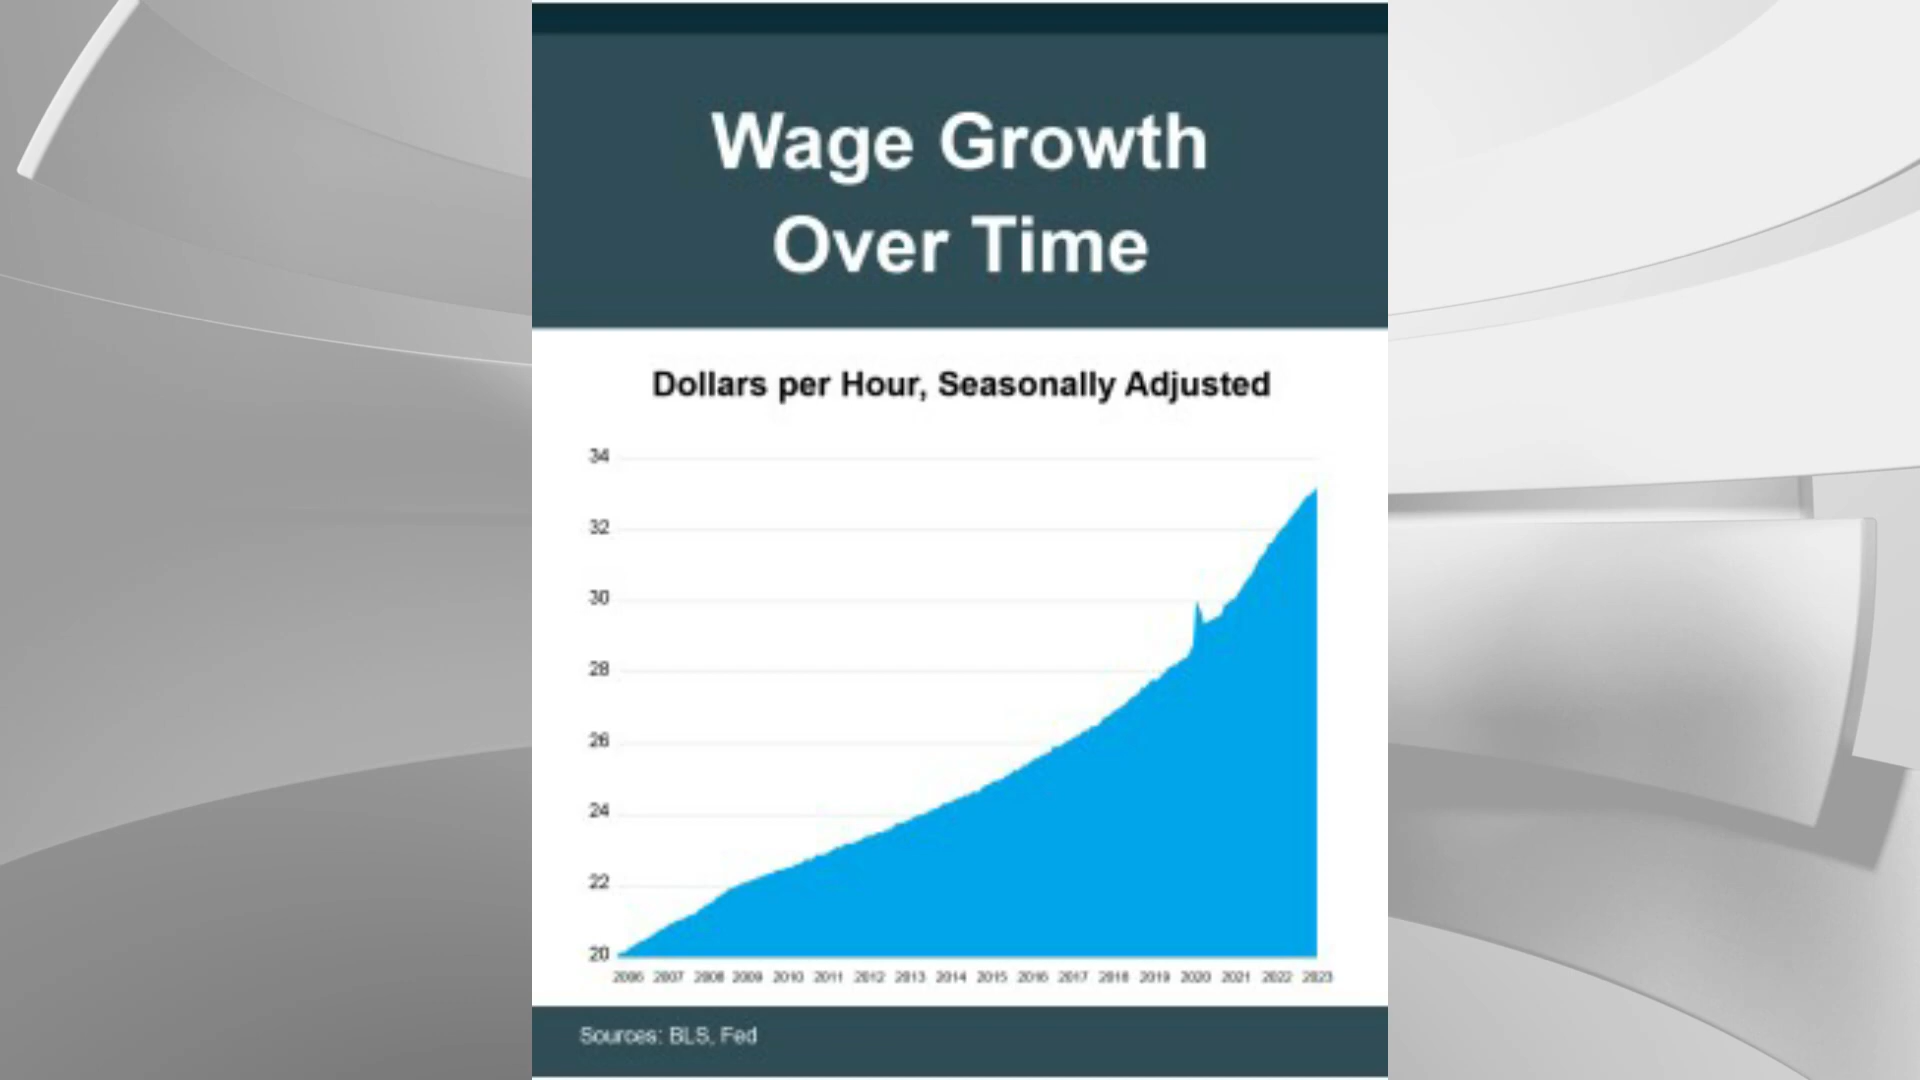 Wage Growth
Over Time
Dollars per Hour, Seasonally Adjusted
34
32
30
28
26
24
22
20
2006 2007 2008 2009 2010 2011 2012 2013 2014 2015 2016 2017 2018 2019 2020 2021 2022 2023
Sources: BLS, Fed